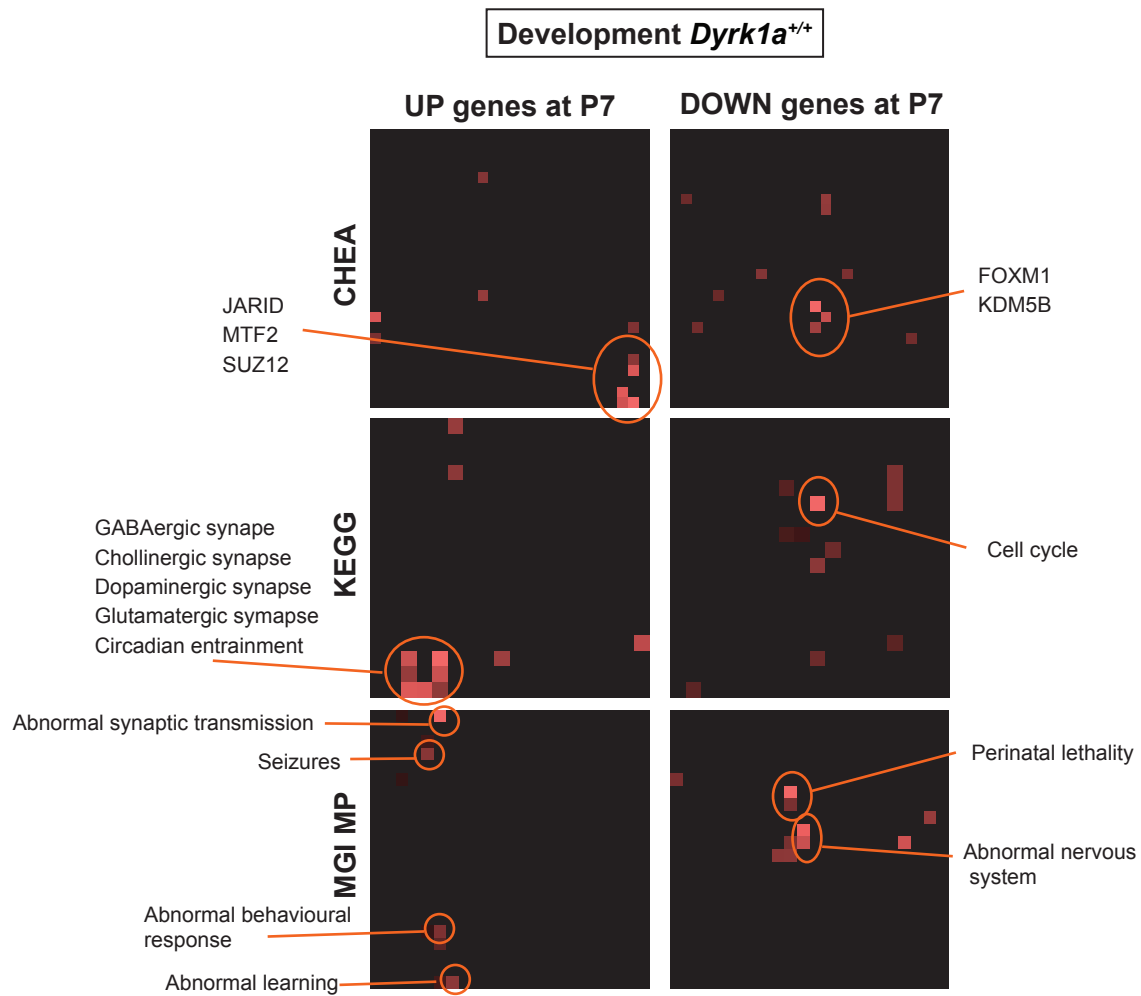 Development Dyrk1a+/+
UP genes at P7
DOWN genes at P7
CHEA
JARID
MTF2
SUZ12
FOXM1
KDM5B
KEGG
GABAergic synape
Chollinergic synapse
Dopaminergic synapse
Glutamatergic symapse
Circadian entrainment
Cell cycle
MGI MP
Abnormal synaptic transmission
Seizures
Abnormal behavioural
response
Abnormal learning
Perinatal lethality
Abnormal nervous
system